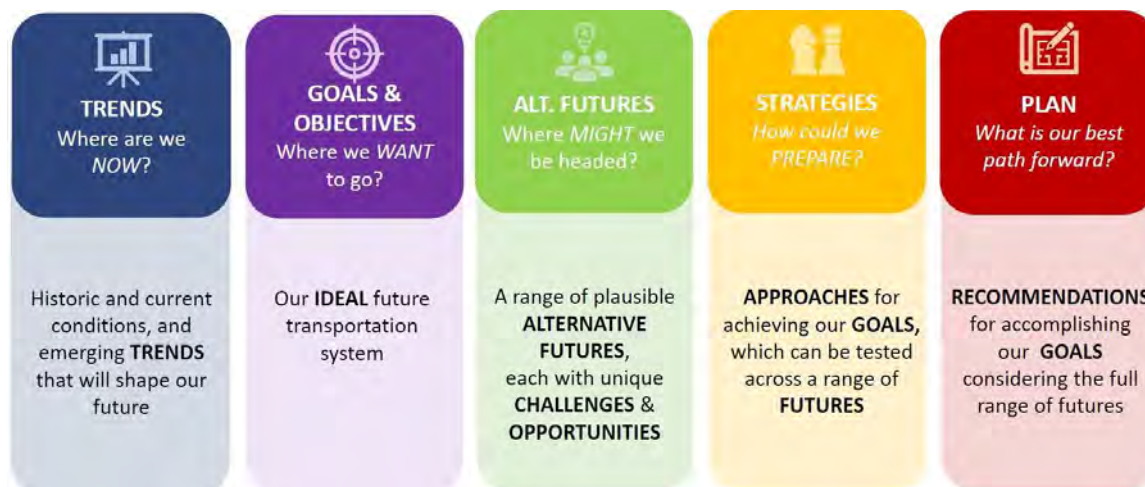 TRENDS
Where are we
NOW?
Historic and current
conditions, and
emerging TRENDS
that will shape our
future
GOALS &
OBJECTIVES
Where we WANT
to go?
Our IDEAL future
transportation
system
ALT. FUTURES
Where MIGHT we
be headed?
A range of plausible
ALTERNATIVE
FUTURES,
each with unique
CHALLENGES &
OPPORTUNITIES
STRATEGIES
How could we
PREPARE?
APPROACHES for
achieving our GOALS,
which can be tested
across a range of
FUTURES
PLAN
What is our best
path forward?
RECOMMENDATIONS
for accomplishing
our GOALS
considering the full
range of futures